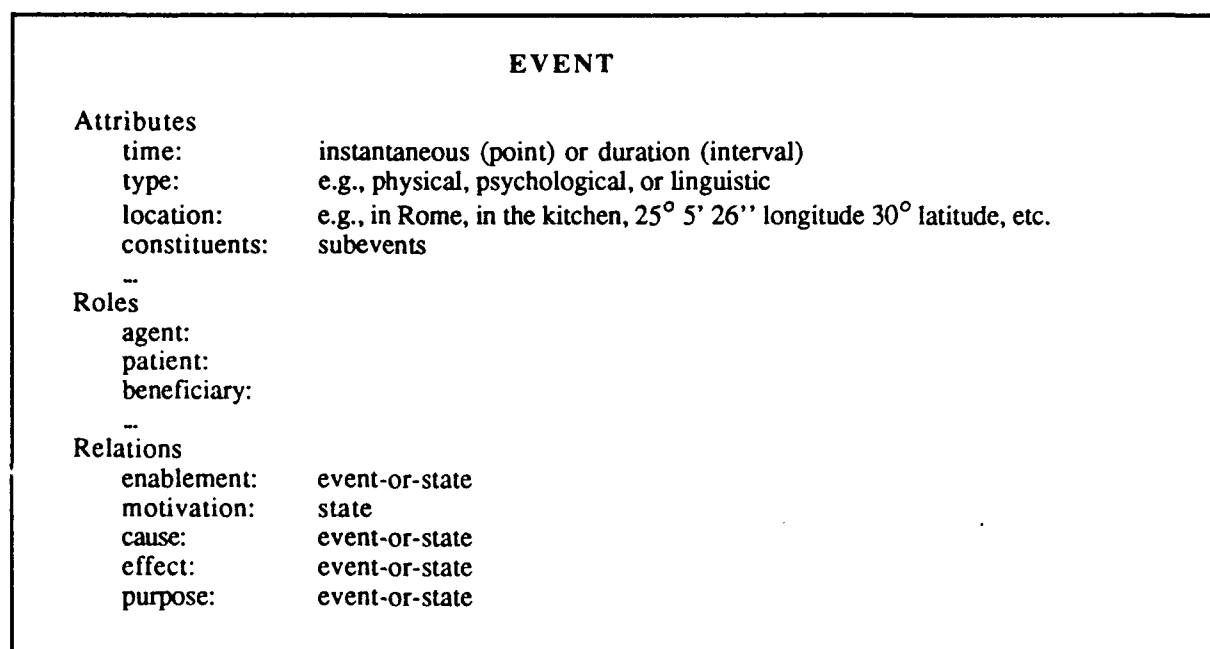 EVENT
Attributes
time: instantaneous (point) or duration (interval)
type: e.g., physical, psychological, or linguistic
location: e.g., in Rome, in the kitchen, 25° 5' 26'' longitude 30° latitude, etc.
constituents: subevents
...
Roles
agent:
patient:
beneficiary:
...
Relations
enablement: event-or-state
motivation: state
cause: event-or-state
effect: event-or-state
purpose: event-or-state